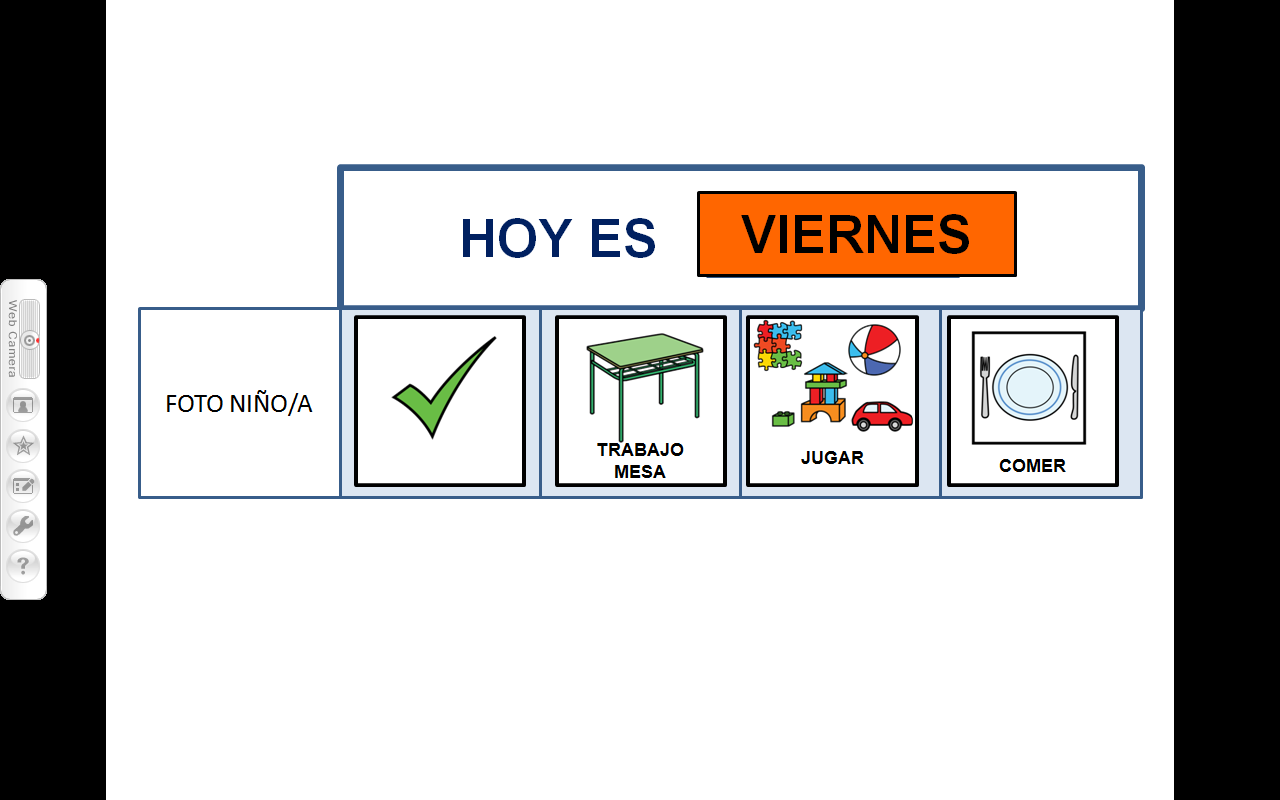 HOY ES VIERNES
FOTO NIÑO/A
TRABAJO
MESA
JUGAR
COMER
Web Camera
?